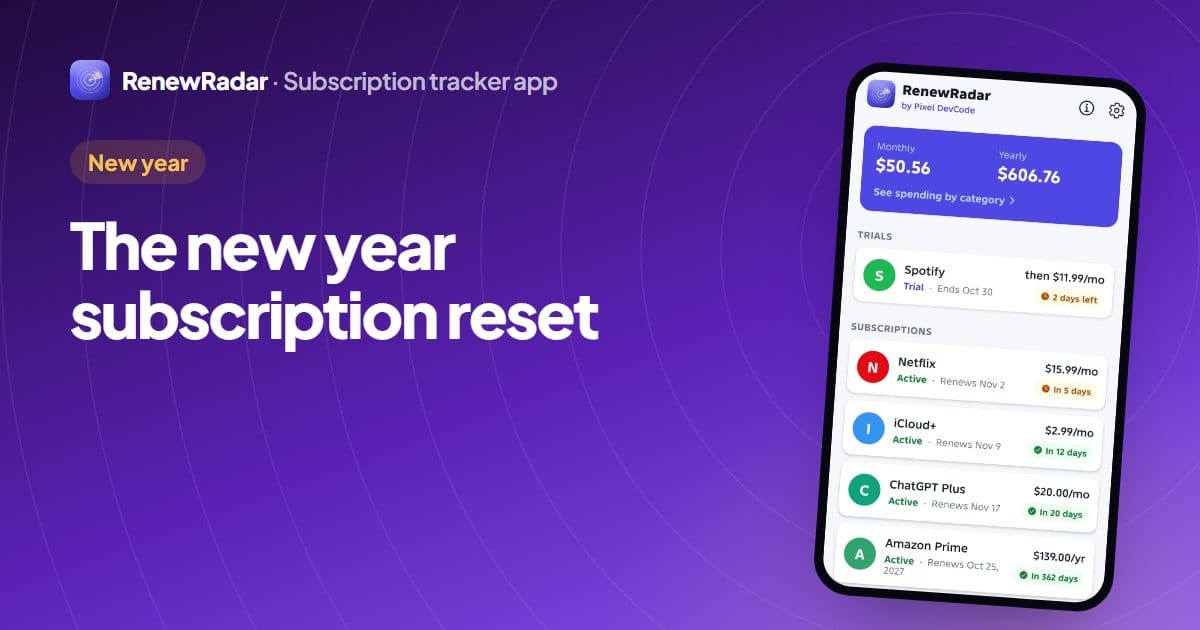 RenewRadar · Subscription tracker app
New year
The new year
subscription reset
RenewRadar
by Pixel DevCode
Monthly
$50.56
Yearly
$606.76
See spending by category >
TRIALS
S
Spotify
then $11.99/mo
Trial · Ends Oct 30
2 days left
SUBSCRIPTIONS
N
Netflix
$15.99/mo
Active · Renews Nov 2
In 5 days
I
iCloud+
$2.99/mo
Active · Renews Nov 9
In 12 days
C
ChatGPT Plus
$20.00/mo
Active · Renews Nov 17
In 20 days
A
Amazon Prime
$139.00/yr
Active · Renews Oct 25,
2027
In 362 days